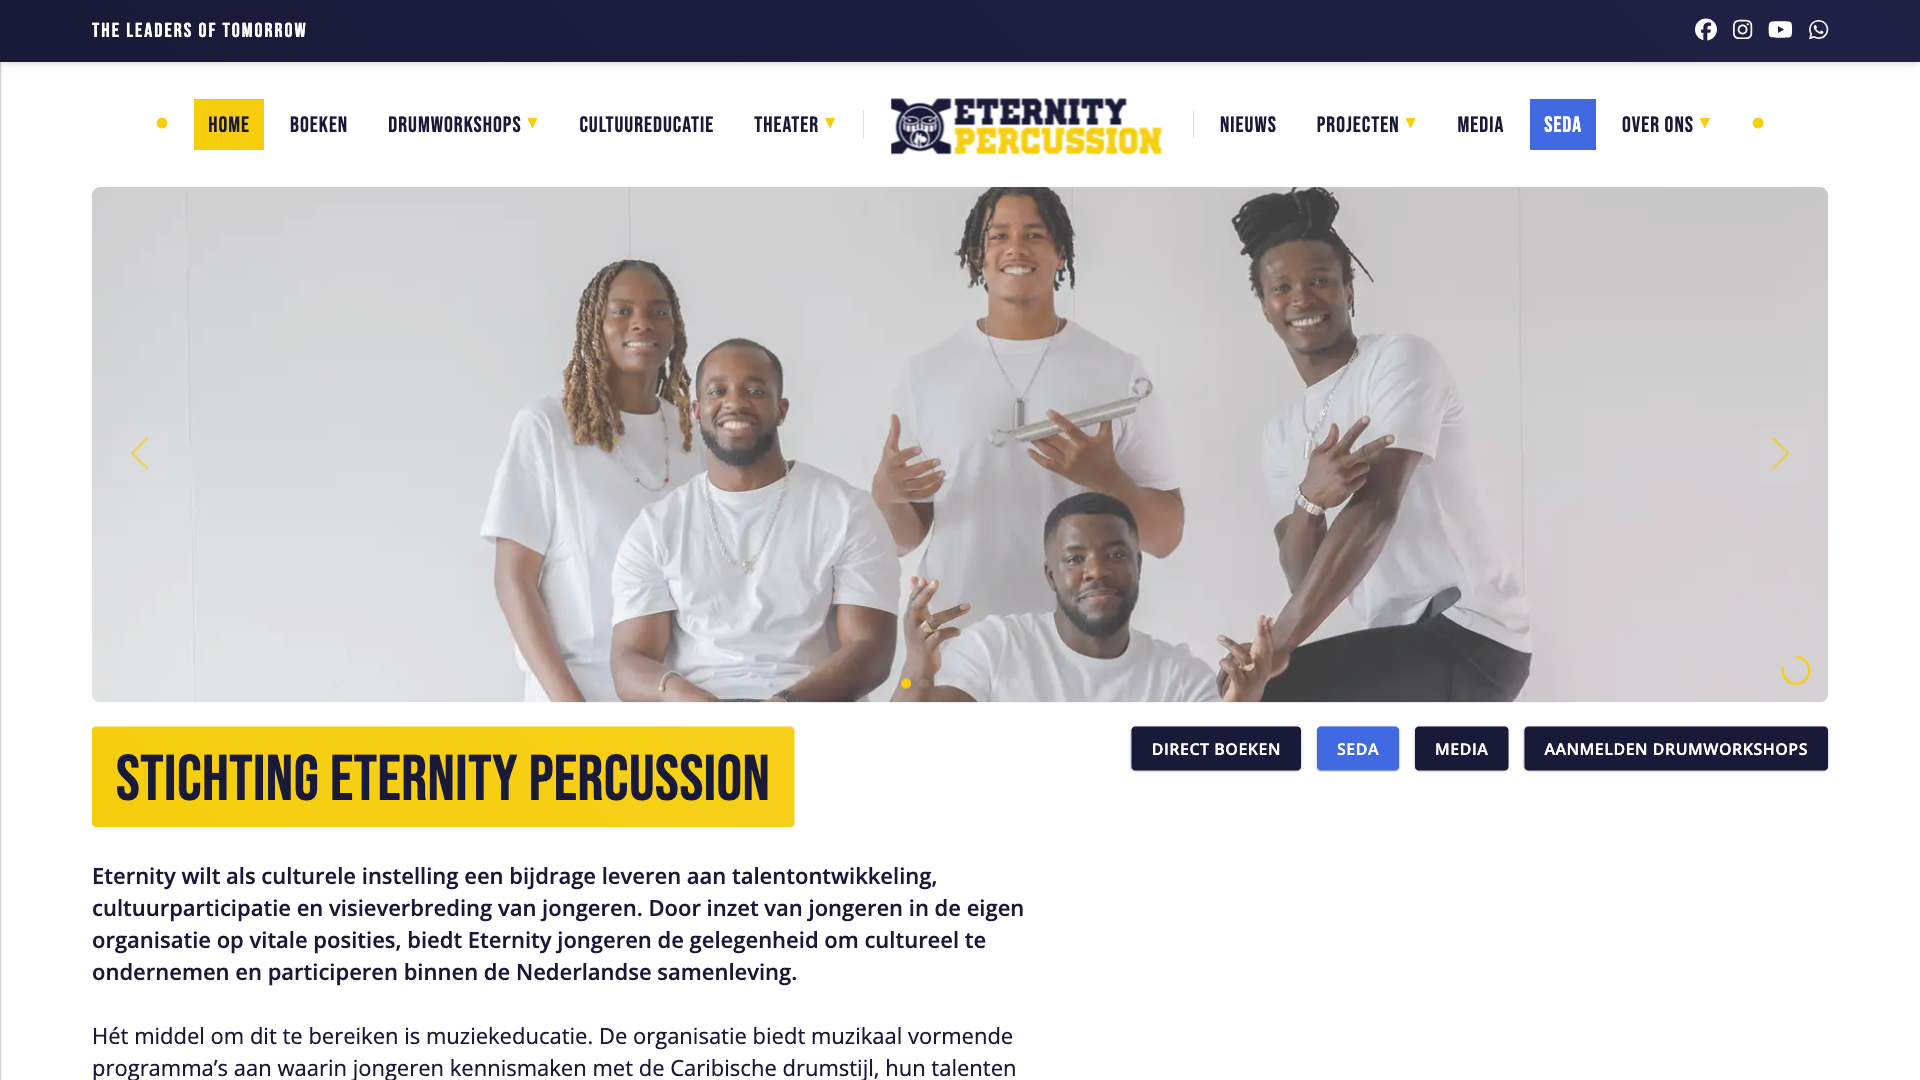 THE LEADERS OF TOMORROW
HOME
BOEKEN
DRUMWORKSHOPS
CULTUUREDUCATIE
THEATER
ETERNITY
PERCUSSION
NIEUWS
PROJECTEN
MEDIA
SEDA
OVER ONS
STICHTING ETERNITY PERCUSSION
DIRECT BOEKEN
SEDA
MEDIA
AANMELDEN DRUMWORKSHOPS
Eternity wilt als culturele instelling een bijdrage leveren aan talentontwikkeling,
cultuurparticipatie en visieverbreding van jongeren. Door inzet van jongeren in de eigen
organisatie op vitale posities, biedt Eternity jongeren de gelegenheid om cultureel te
ondernemen en participeren binnen de Nederlandse samenleving.
Hét middel om dit te bereiken is muziekeducatie. De organisatie biedt muzikaal vormende
programma’s aan waarin jongeren kennismaken met de Caribische drumstijl, hun talenten